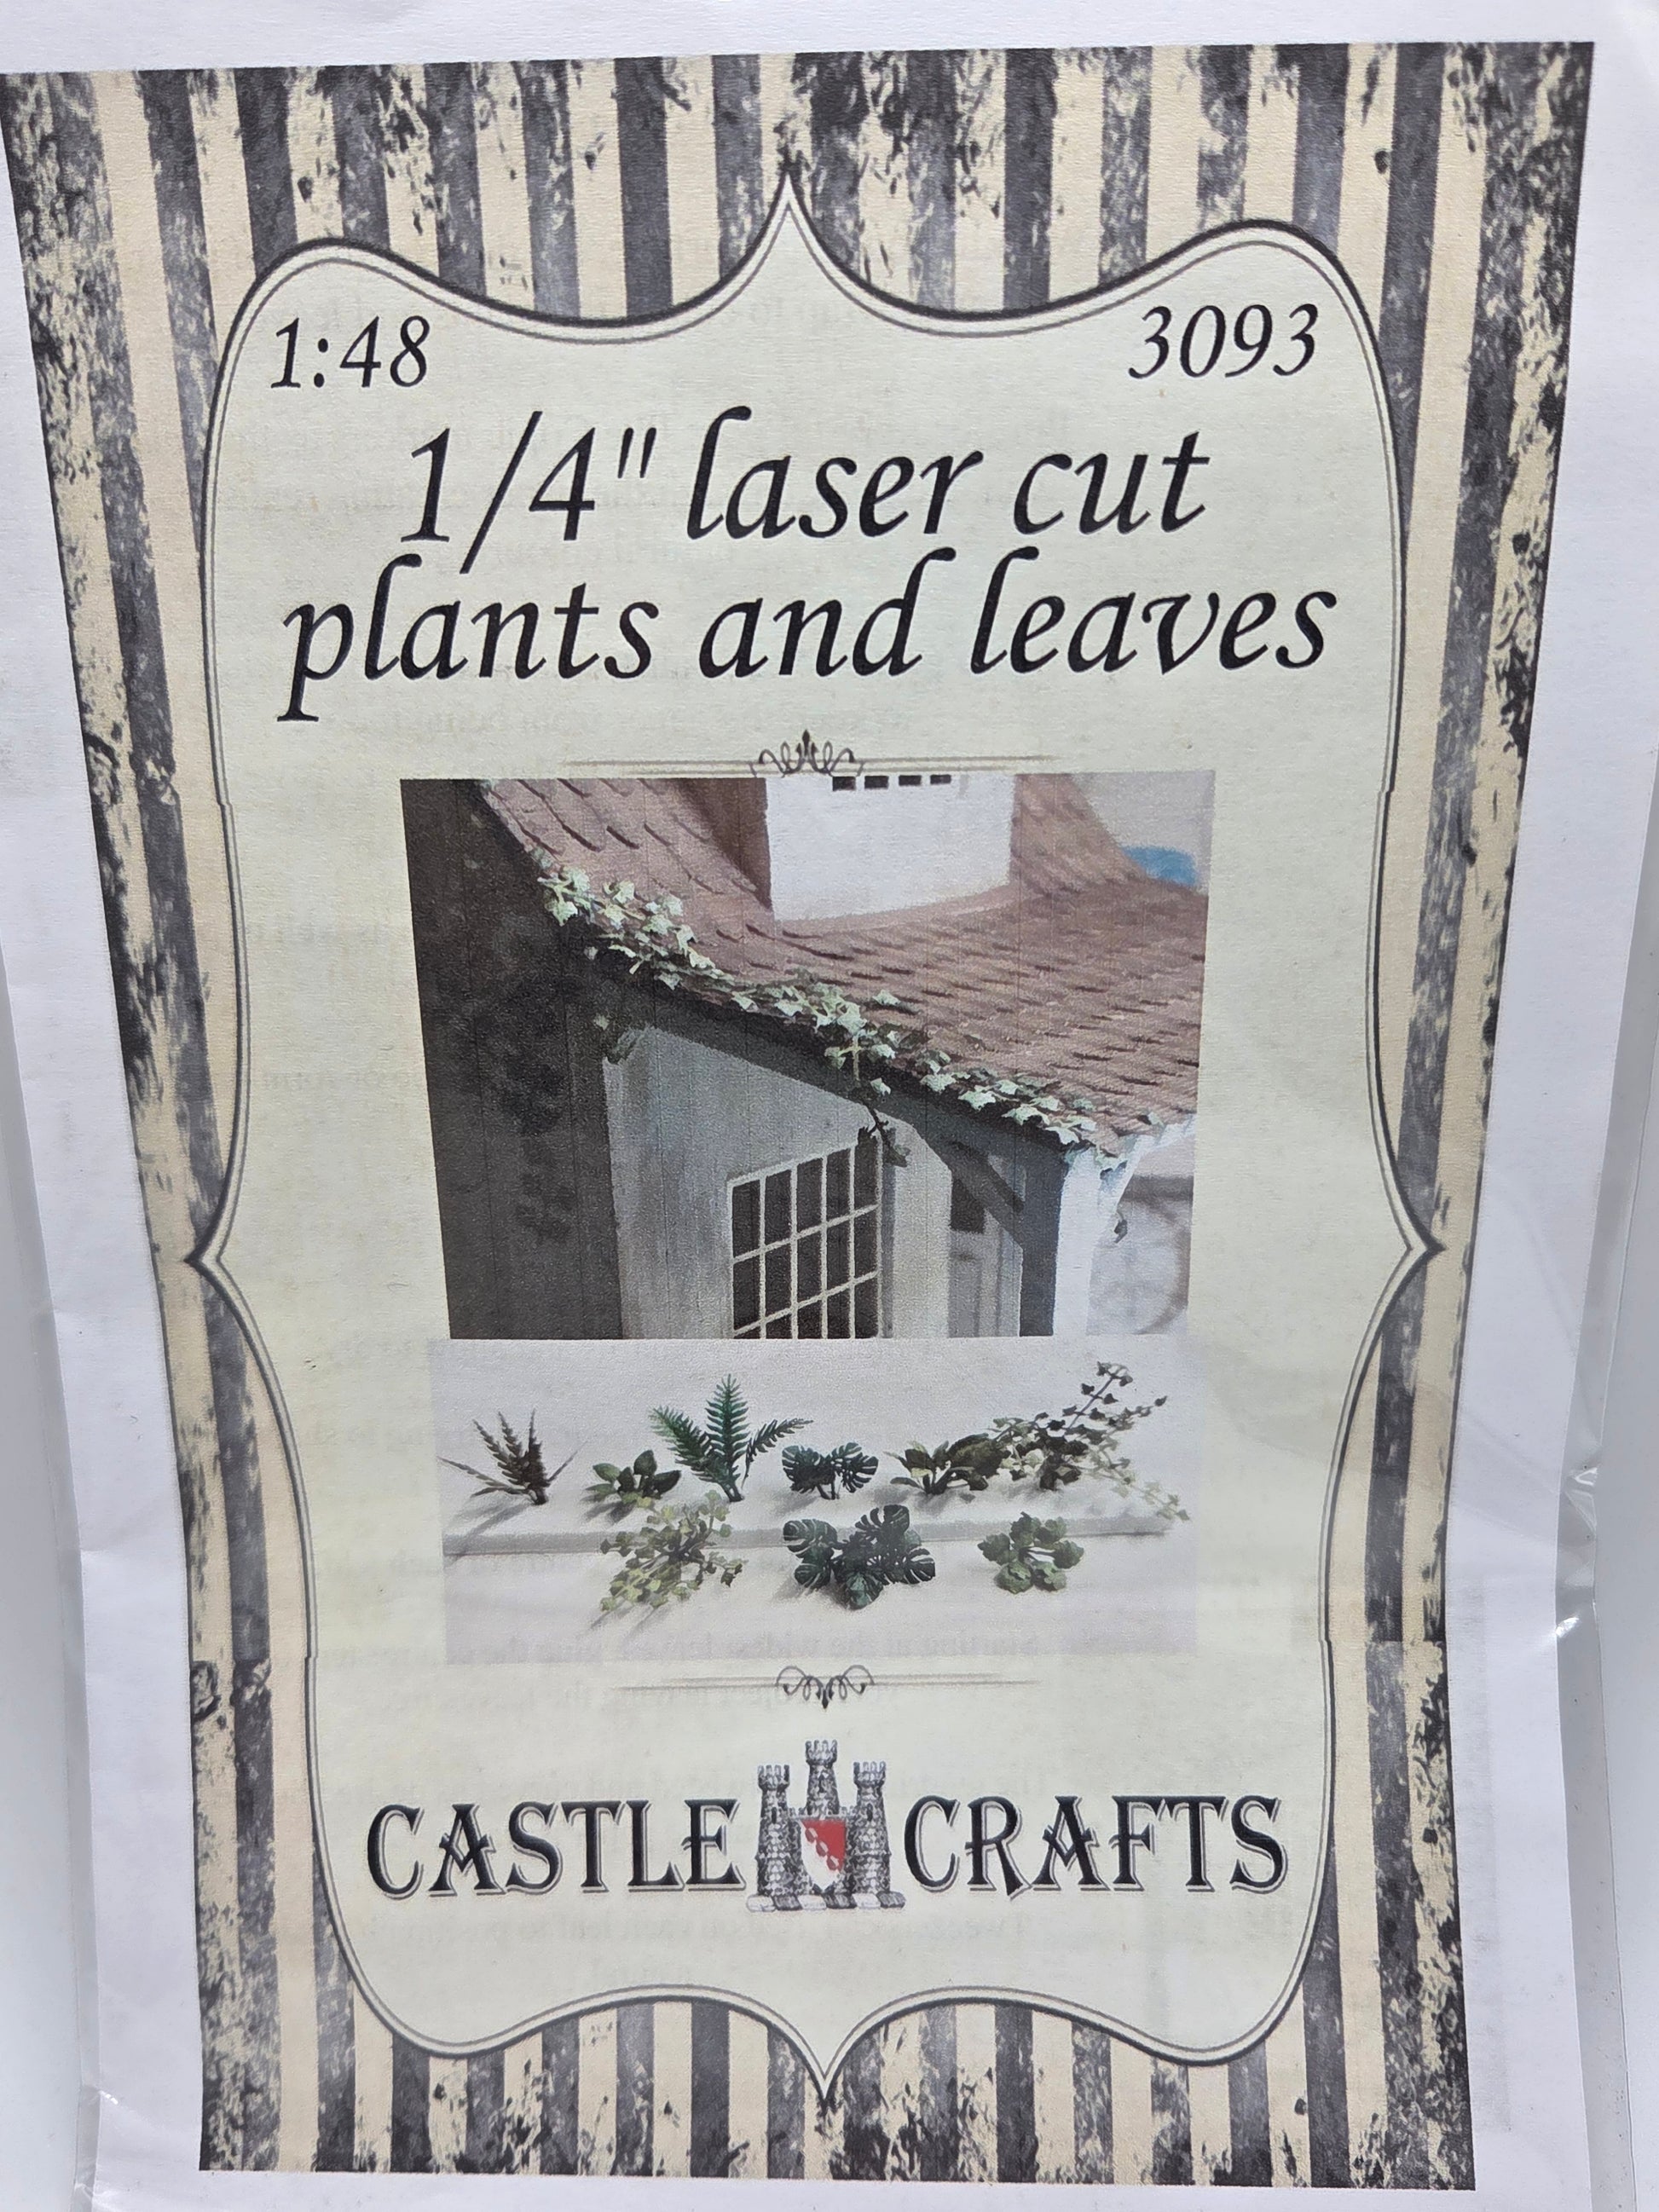 1:48 3093
1/4" laser cut
plants and leaves
CASTLE CRAFTS